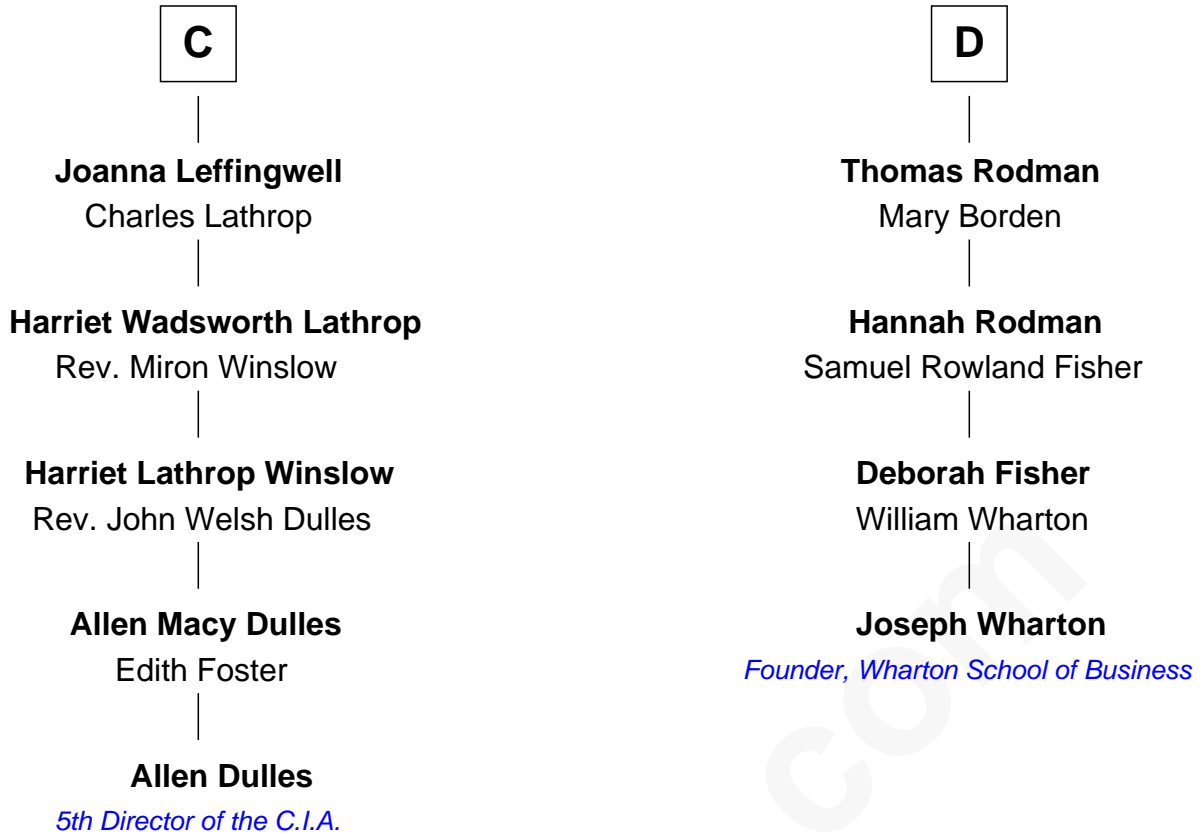 C
Joanna Leffingwell
Charles Lathrop
Harriet Wadsworth Lathrop
Rev. Miron Winslow
Harriet Lathrop Winslow
Rev. John Welsh Dulles
Allen Macy Dulles
Edith Foster
Allen Dulles
5th Director of the C.I.A.
D
Thomas Rodman
Mary Borden
Hannah Rodman
Samuel Rowland Fisher
Deborah Fisher
William Wharton
Joseph Wharton
Founder, Wharton School of Business
com